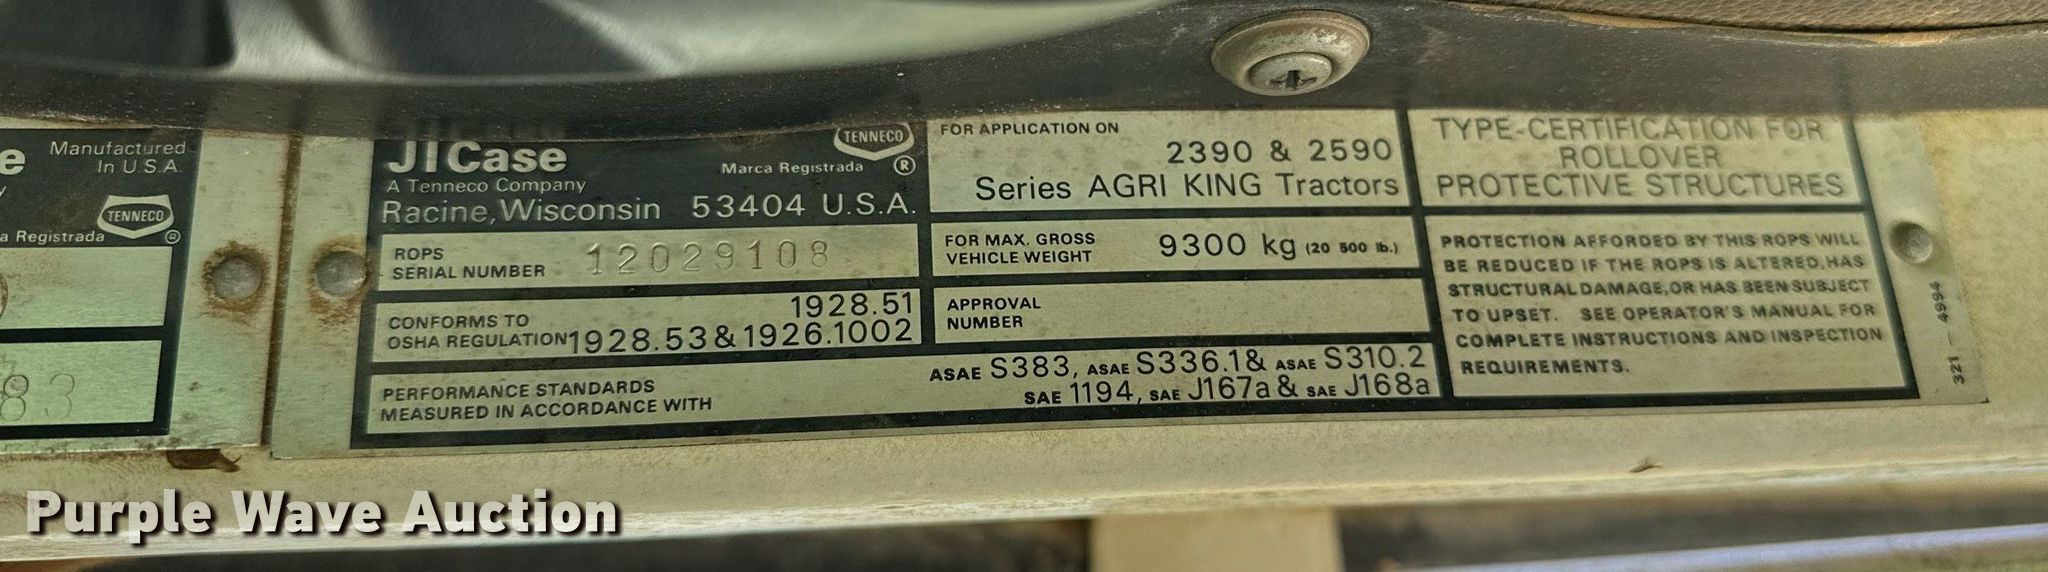 e
Manufactured
In U.S.A.
y
TENNECO
a Registrada ®
83
JI Case
A Tenneco Company
Racine, Wisconsin 53404 U.S.A.
TENNECO
Marca Registrada ®
ROPS
SERIAL NUMBER 12029108
CONFORMS TO
OSHA REGULATION
1928.51
1928.53 & 1926.1002
PERFORMANCE STANDARDS
MEASURED IN ACCORDANCE WITH
ASAE S383, ASAE S336.1 & ASAE S310.2
SAE 1194, SAE J167a & SAE J168a
FOR APPLICATION ON
2390 & 2590
Series AGRI KING Tractors
FOR MAX. GROSS
VEHICLE WEIGHT
9300 kg (20 500 lb.)
APPROVAL
NUMBER
TYPE-CERTIFICATION FOR
ROLLOVER
PROTECTIVE STRUCTURES
PROTECTION AFFORDED BY THIS ROPS WILL
BE REDUCED IF THE ROPS IS ALTERED, HAS
STRUCTURAL DAMAGE, OR HAS BEEN SUBJECT
TO UPSET. SEE OPERATOR'S MANUAL FOR
COMPLETE INSTRUCTIONS AND INSPECTION
REQUIREMENTS.
321 - 4994
Purple Wave Auction